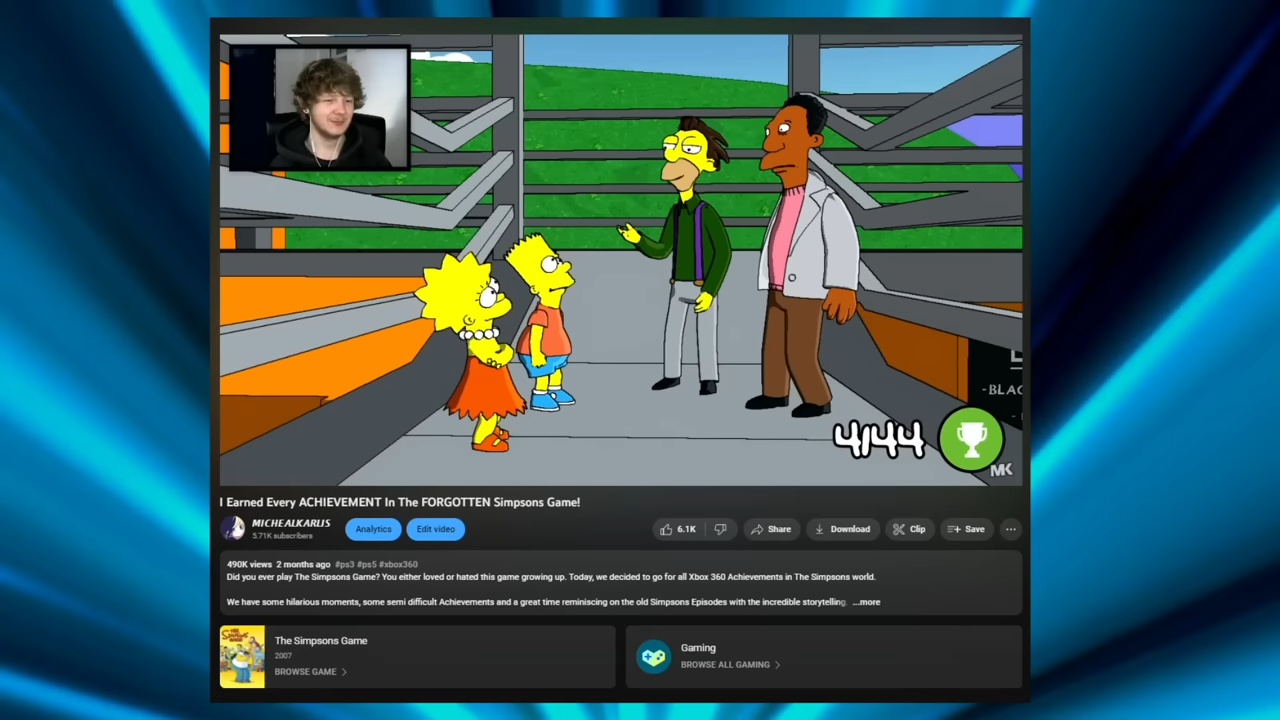 -BLAC
4/44
MK
I Earned Every ACHIEVEMENT In The FORGOTTEN Simpsons Game!
MICHEALKARLIS
5.71K subscribers
Analytics
Edit video
6.1K
Share
Download
Clip
Save
490K views 2 months ago #ps3 #ps5 #xbox360
Did you ever play The Simpsons Game? You either loved or hated this game growing up. Today, we decided to go for all Xbox 360 Achievements in The Simpsons world.
We have some hilarious moments, some semi difficult Achievements and a great time reminiscing on the old Simpsons Episodes with the incredible storytelling. ...more
The Simpsons Game
2007
BROWSE GAME
Gaming
BROWSE ALL GAMING